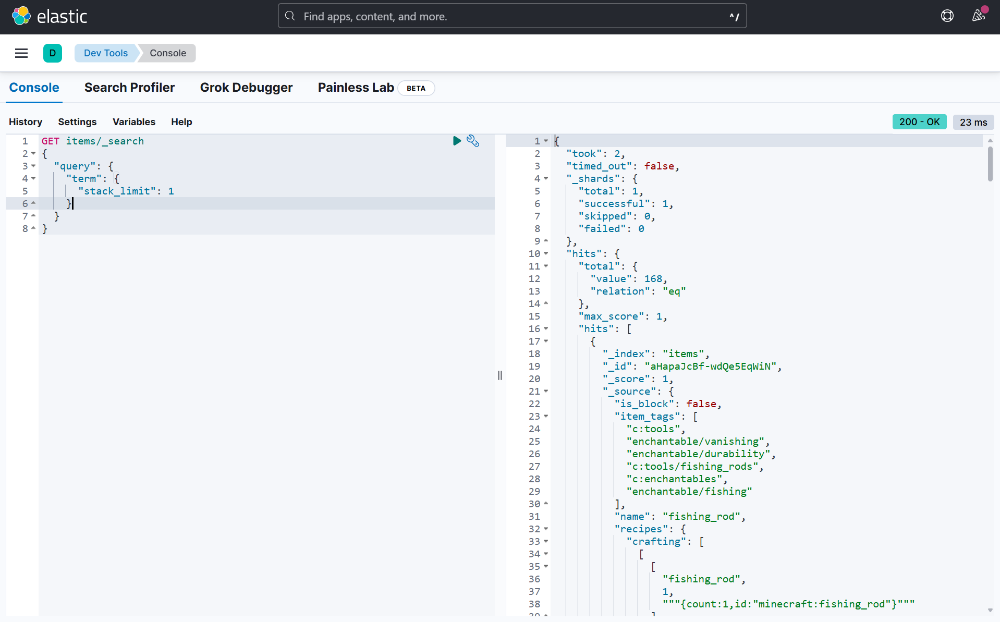 elastic
Find apps, content, and more.
^/
D
Dev Tools
Console
Console
Search Profiler
Grok Debugger
Painless Lab
BETA
History
Settings
Variables
Help
200 - OK
23 ms
1 GET items/_search
2 {
3 "query": {
4 "term": {
5 "stack_limit": 1
6 }
7 }
8 }
1 {
2 "took": 2,
3 "timed_out": false,
4 "_shards": {
5 "total": 1,
6 "successful": 1,
7 "skipped": 0,
8 "failed": 0
9 },
10 "hits": {
11 "total": {
12 "value": 168,
13 "relation": "eq"
14 },
15 "max_score": 1,
16 "hits": [
17 {
18 "_index": "items",
19 "_id": "aHapaJcBf-wdQe5EqWiN",
20 "_score": 1,
21 "_source": {
22 "is_block": false,
23 "item_tags": [
24 "c:tools",
25 "enchantable/vanishing",
26 "enchantable/durability",
27 "c:tools/fishing_rods",
28 "c:enchantables",
29 "enchantable/fishing"
30 ],
31 "name": "fishing_rod",
32 "recipes": {
33 "crafting": [
34 [
35 [
36 "fishing_rod",
37 1,
38 """{count:1,id:"minecraft:fishing_rod"}"""
39 ]